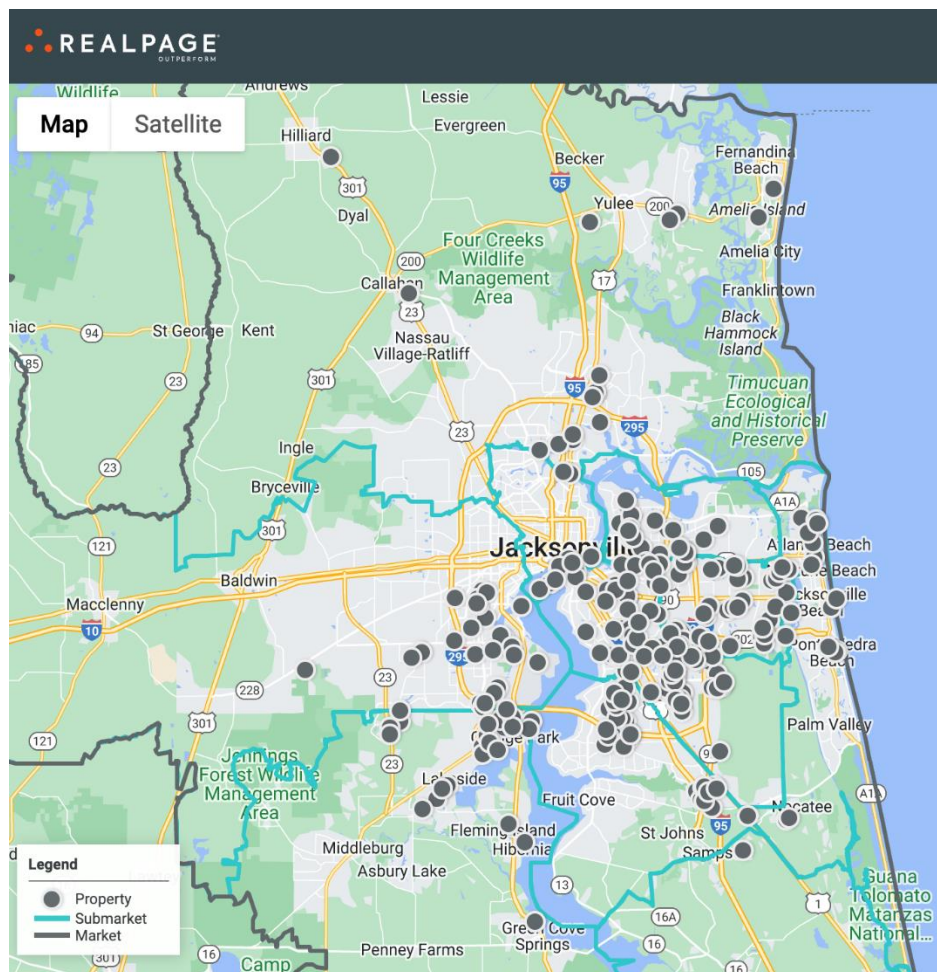 REALPAGE
OUTPERFORM
Wildlife
Andrews
Lessie
Map
Satellite
Evergreen
Hilliard
Becker
Fernandina
Beach
301
95
Dyal
Yulee
200
Amelia Island
Four Creeks
Wildlife
Management
Area
200
Amelia City
17
Callahan
Franklintown
23
Black
Hammock
Island
94
St George
Kent
Nassau
Village-Ratliff
185
23
301
95
Timucuan
Ecological
and Historical
Preserve
23
295
Ingle
23
105
Bryceville
A1A
301
121
Jacksonville
Atlantic Beach
Baldwin
90
Macclenny
10
295
202
Beach
228
23
301
Palm Valley
121
Jennings
Forest Wildlife
Management
Area
23
Lakeside
Fruit Cove
Nocatee
A1A
95
St Johns
Fleming Island
Hibernia
Samps
Middleburg
Asbury Lake
Guana
Tolomato
Matanzas
National...
13
1
16A
Green Cove
Springs
16
16
Penney Farms
16
301
Camp
Legend
Property
Submarket
Market